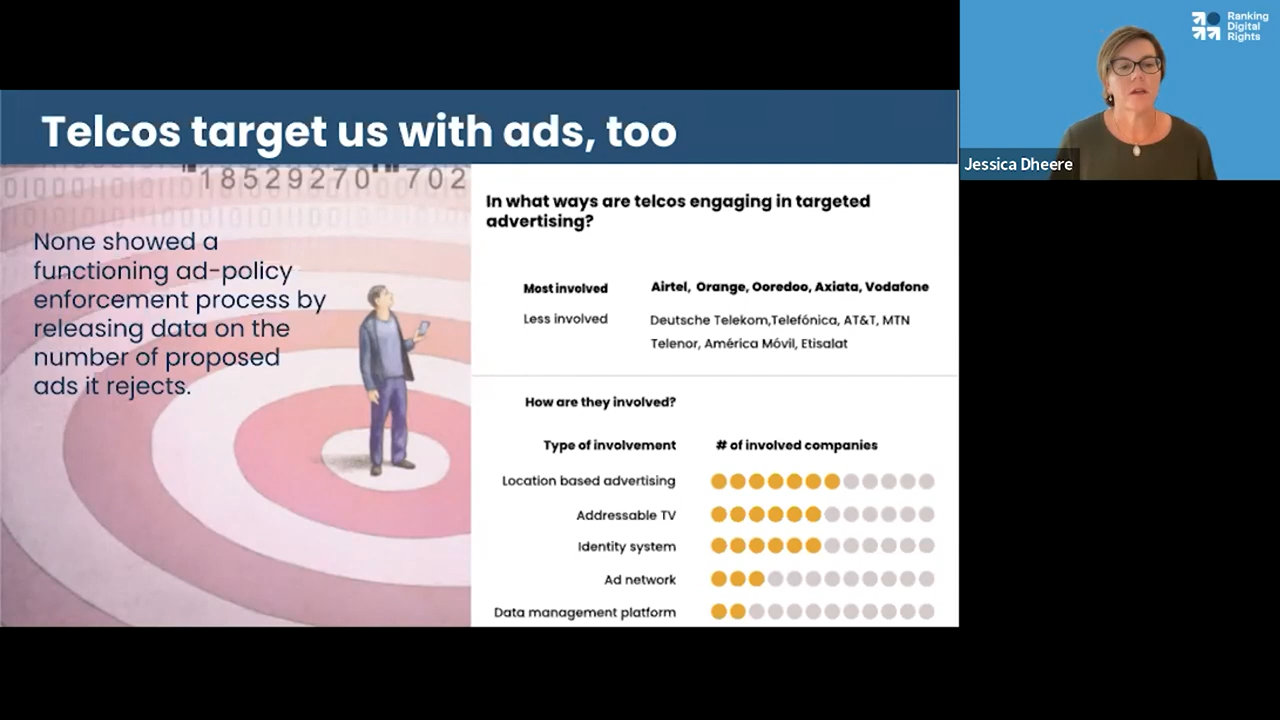 Telcos target us with ads, too
18529270 702
None showed a
functioning ad-policy
enforcement process by
releasing data on the
number of proposed
ads it rejects.
In what ways are telcos engaging in targeted
advertising?
Most involved Airtel, Orange, Ooredoo, Axiata, Vodafone
Less involved Deutsche Telekom,Telefónica, AT&T, MTN
Telenor, América Móvil, Etisalat
How are they involved?
Type of involvement # of involved companies
Location based advertising
Addressable TV
Identity system
Ad network
Data management platform
Ranking
Digital
Rights
Jessica Dheere